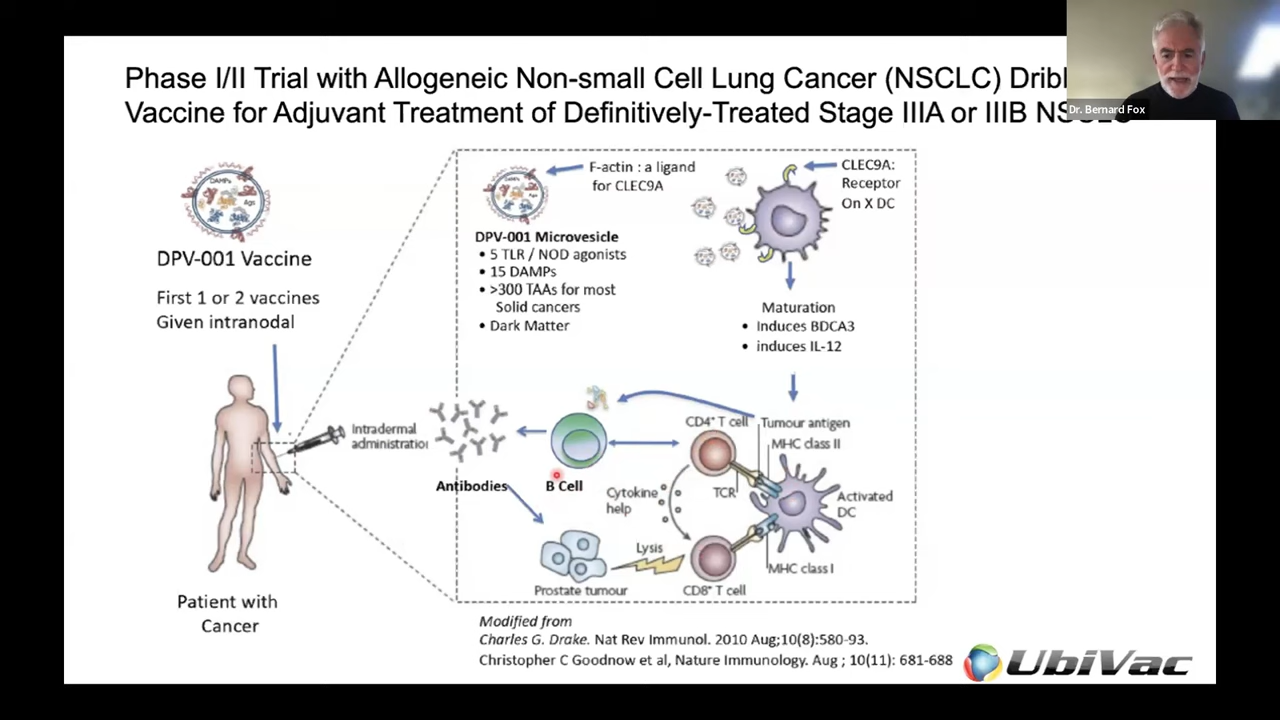 Phase I/II Trial with Allogeneic Non-small Cell Lung Cancer (NSCLC)
Vaccine for Adjuvant Treatment of Definitively-Treated Stage IIIA or IIIB
Dr. Bernard Fox
DAMPs
Ags
DPV-001 Vaccine
First 1 or 2 vaccines
Given intranodal
Intradermal
administration
Patient with
Cancer
F-actin : a ligand
for CLEC9A
DPV-001 Microvesicle
• 5 TLR / NOD agonists
• 15 DAMPs
• >300 TAAs for most
Solid cancers
• Dark Matter
CLEC9A:
Receptor
On X DC
Maturation
• Induces BDCA3
• induces IL-12
CD4+ T cell
Tumour antigen
MHC class II
TCR
Activated
DC
MHC class I
CD8+ T cell
Cytokine
help
B Cell
Antibodies
Lysis
Prostate tumour
Modified from
Charles G. Drake. Nat Rev Immunol. 2010 Aug;10(8):580-93.
Christopher C Goodnow et al, Nature Immunology. Aug ; 10(11): 681-688
UbiVac